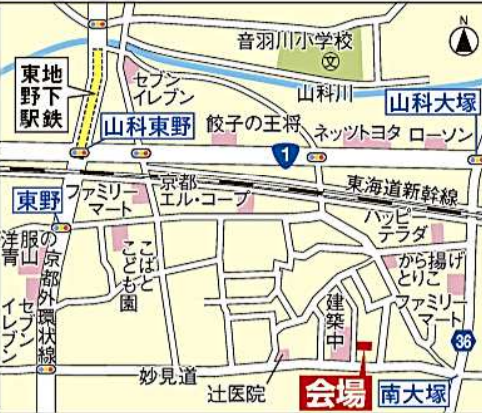 N
音羽川小学校
文
地下鉄
東野駅
セブン
イレブン
山科川
山科大塚
山科東野
餃子の王将
ネッツトヨタ
ローソン
1
東海道新幹線
東野
ファミリー
マート
京都
エル・コープ
ハッピー
テラダ
洋服の青山
こばと
こども園
から揚げ
とりこ
京都外環状線
セブン
イレブン
建築中
ファミリー
マート
36
妙見道
辻医院
会場
南大塚